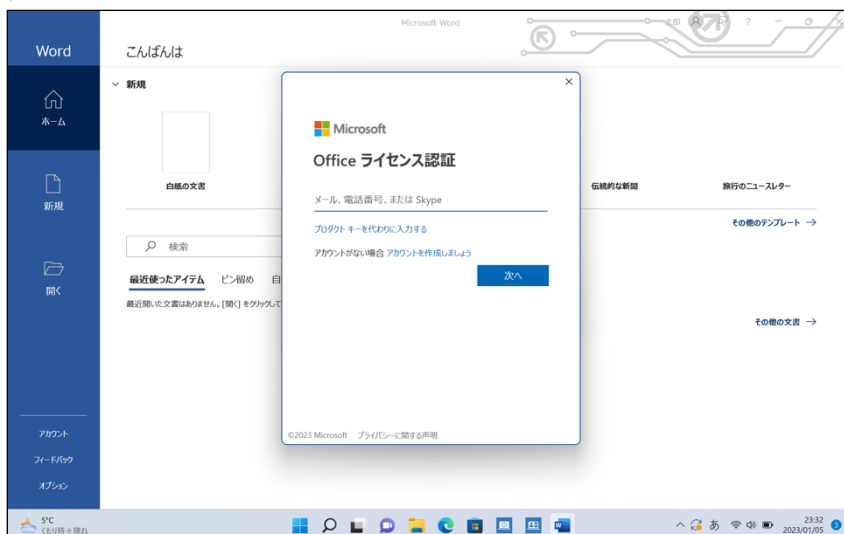 Microsoft Word
太郎
?
Word
こんばんは
ホーム
新規
開く
アカウント
フィードバック
オプション
新規
白紙の文書
伝統的な新聞
旅行のニュースレター
その他のテンプレート →
検索
最近使ったアイテム ピン留め 自
最近開いた文書はありません。[開く] をクリックして
その他の文書 →
Microsoft
Office ライセンス認証
メール、電話番号、または Skype
プロダクト キーを代わりに入力する
アカウントがない場合 アカウントを作成しましょう
次へ
©2023 Microsoft プライバシーに関する声明
5°C
くもり時々晴れ
あ
23:32
2023/01/05
3